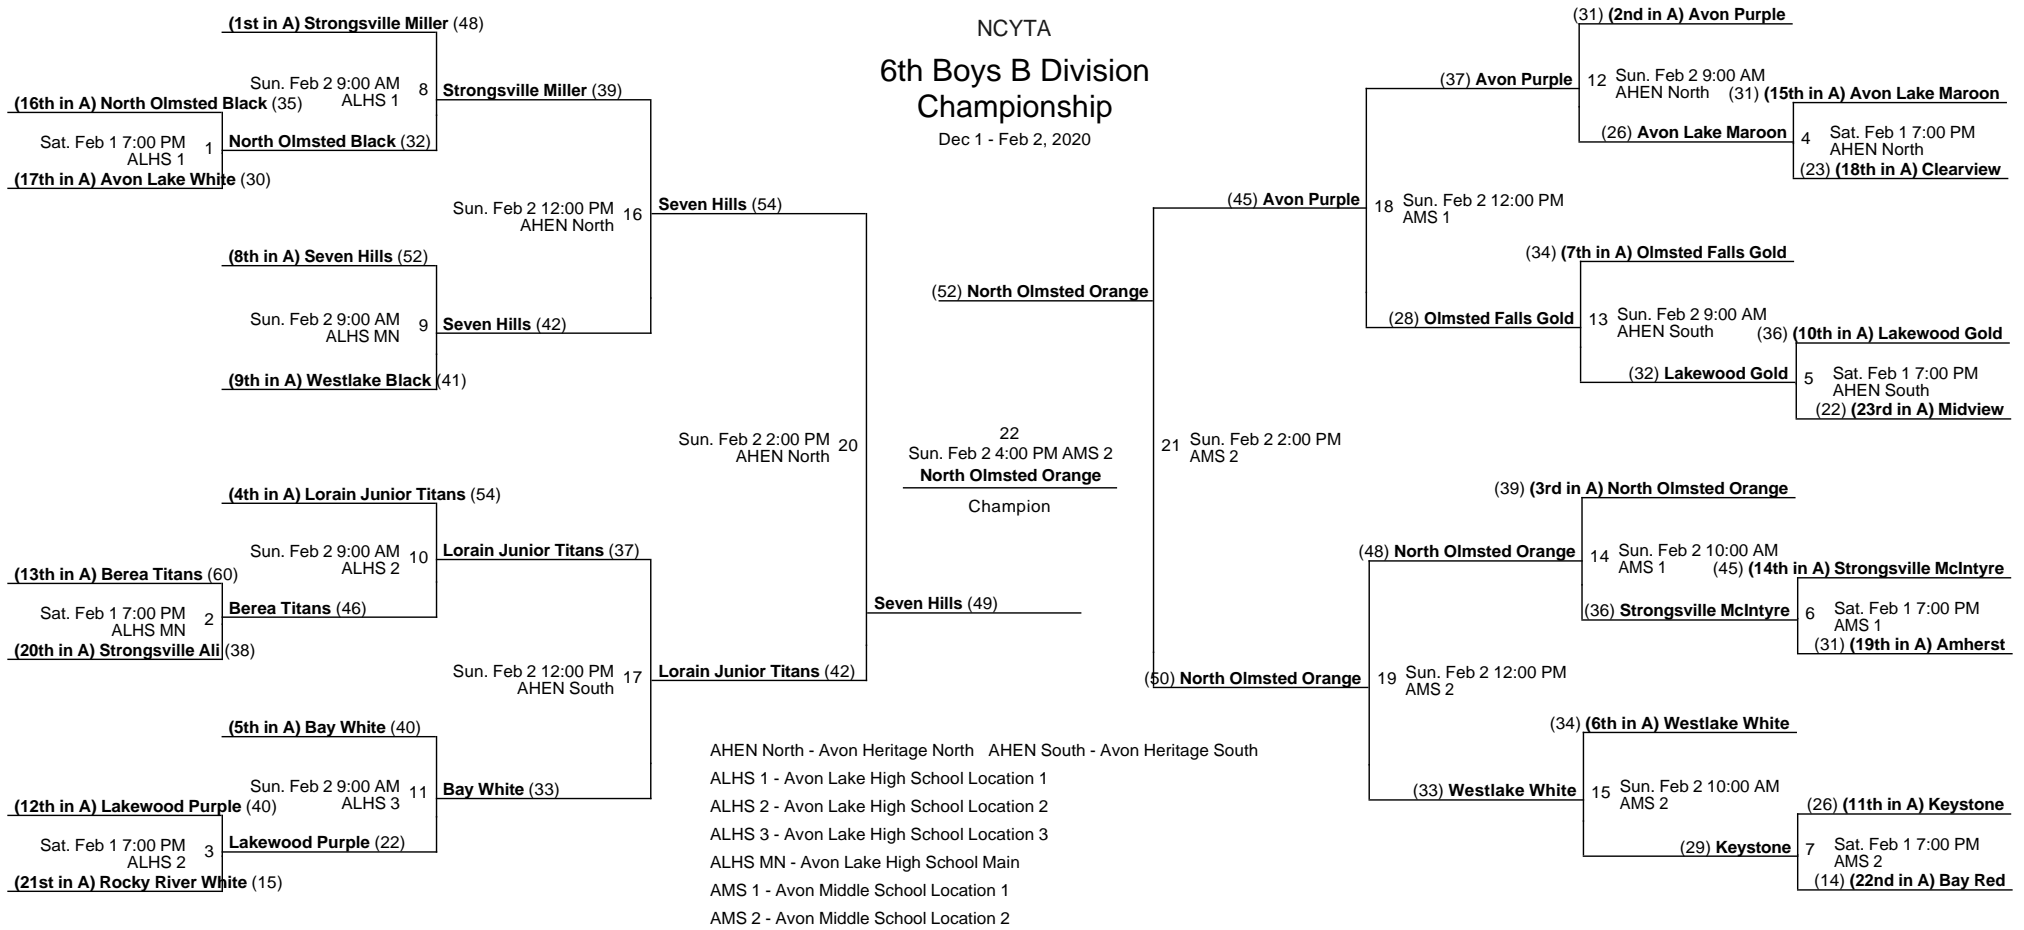 NCYTA
6th Boys B Division
Championship
Dec 1 - Feb 2, 2020
(1st in A) Strongsville Miller (48)
Sun. Feb 2 9:00 AM 8
ALHS 1
Strongsville Miller (39)
(16th in A) North Olmsted Black (35)
Sat. Feb 1 7:00 PM 1
ALHS 1
North Olmsted Black (32)
(17th in A) Avon Lake White (30)
Sun. Feb 2 12:00 PM 16
AHEN North
Seven Hills (54)
(8th in A) Seven Hills (52)
Sun. Feb 2 9:00 AM 9
ALHS MN
Seven Hills (42)
(9th in A) Westlake Black (41)
Sun. Feb 2 2:00 PM 20
AHEN North
(4th in A) Lorain Junior Titans (54)
Sun. Feb 2 9:00 AM 10
ALHS 2
Lorain Junior Titans (37)
(13th in A) Berea Titans (60)
Sat. Feb 1 7:00 PM 2
ALHS MN
Berea Titans (46)
(20th in A) Strongsville Ali (38)
Seven Hills (49)
Sun. Feb 2 12:00 PM 17
AHEN South
Lorain Junior Titans (42)
(5th in A) Bay White (40)
Sun. Feb 2 9:00 AM 11
ALHS 3
Bay White (33)
(12th in A) Lakewood Purple (40)
Sat. Feb 1 7:00 PM 3
ALHS 2
Lakewood Purple (22)
(21st in A) Rocky River White (15)
22
Sun. Feb 2 4:00 PM AMS 2
North Olmsted Orange
Champion
(31) (2nd in A) Avon Purple
(37) Avon Purple
12 Sun. Feb 2 9:00 AM
AHEN North
(31) (15th in A) Avon Lake Maroon
(26) Avon Lake Maroon
4 Sat. Feb 1 7:00 PM
AHEN North
(23) (18th in A) Clearview
(45) Avon Purple
18 Sun. Feb 2 12:00 PM
AMS 1
(34) (7th in A) Olmsted Falls Gold
(52) North Olmsted Orange
(28) Olmsted Falls Gold
13 Sun. Feb 2 9:00 AM
AHEN South
(36) (10th in A) Lakewood Gold
(32) Lakewood Gold
5 Sat. Feb 1 7:00 PM
AHEN South
(22) (23rd in A) Midview
21 Sun. Feb 2 2:00 PM
AMS 2
(39) (3rd in A) North Olmsted Orange
(48) North Olmsted Orange
14 Sun. Feb 2 10:00 AM
AMS 1
(45) (14th in A) Strongsville McIntyre
(36) Strongsville McIntyre
6 Sat. Feb 1 7:00 PM
AMS 1
(31) (19th in A) Amherst
(50) North Olmsted Orange
19 Sun. Feb 2 12:00 PM
AMS 2
(34) (6th in A) Westlake White
(33) Westlake White
15 Sun. Feb 2 10:00 AM
AMS 2
(26) (11th in A) Keystone
(29) Keystone
7 Sat. Feb 1 7:00 PM
AMS 2
(14) (22nd in A) Bay Red
AHEN North - Avon Heritage North AHEN South - Avon Heritage South
ALHS 1 - Avon Lake High School Location 1
ALHS 2 - Avon Lake High School Location 2
ALHS 3 - Avon Lake High School Location 3
ALHS MN - Avon Lake High School Main
AMS 1 - Avon Middle School Location 1
AMS 2 - Avon Middle School Location 2